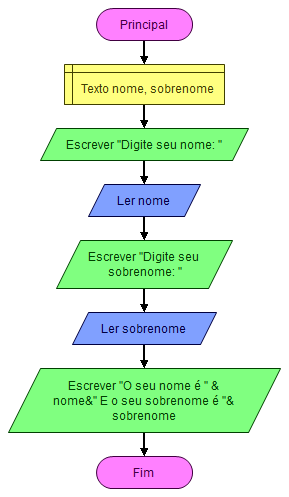 Principal
Texto nome, sobrenome
Escrever "Digite seu nome: "
Ler nome
Escrever "Digite seu
sobrenome: "
Ler sobrenome
Escrever "O seu nome é " &
nome&" E o seu sobrenome é "&
sobrenome
Fim